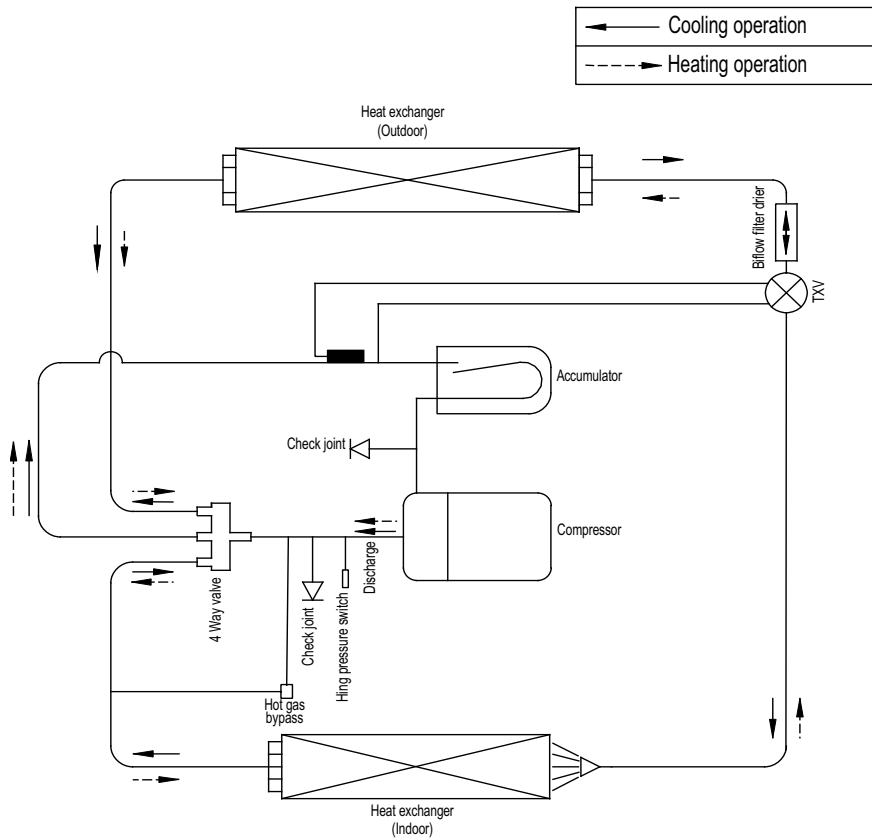 Cooling operation
Heating operation
Heat exchanger
(Outdoor)
Biflow filter drier
TXV
Accumulator
Check joint
Compressor
Discharge
4 Way valve
Check joint
Hing pressure switch
Hot gas
bypass
Heat exchanger
(Indoor)